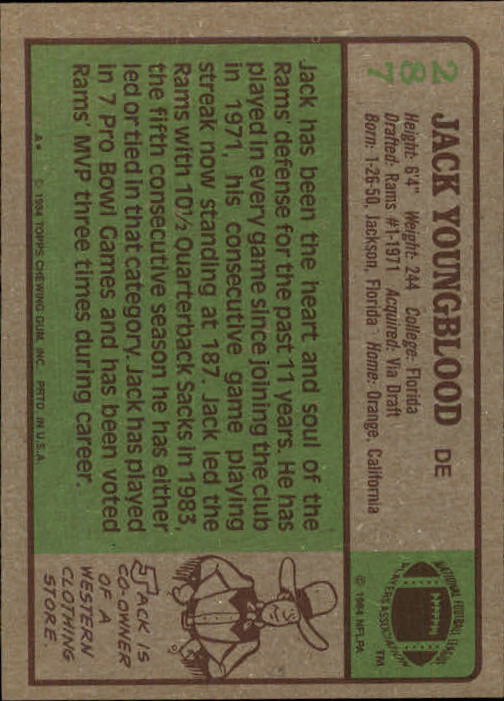 287
JACK YOUNGBLOOD DE
Height: 6'4" Weight: 244 College: Florida
Drafted: Rams #1-1971 Acquired: Via Draft
Born: 1-26-50, Jackson, Florida Home: Orange, California
NATIONAL FOOTBALL LEAGUE
PLAYERS ASSOCIATION
NFLPA
TM
© 1984 NFLPA
Jack has been the heart and soul of the
Rams' defense for the past 11 years. He has
played in every game since joining the club
in 1971, his consecutive game playing
streak now standing at 187. Jack led the
Rams with 10½ Quarterback Sacks in 1983,
the fifth consecutive season he has either
led or tied in that category. Jack has played
in 7 Pro Bowl Games and has been voted
Rams' MVP three times during career.
JACK IS
CO-OWNER
OF A
WESTERN
CLOTHING
STORE.
A* © 1984 TOPPS CHEWING GUM, INC. PRTD. IN U.S.A.